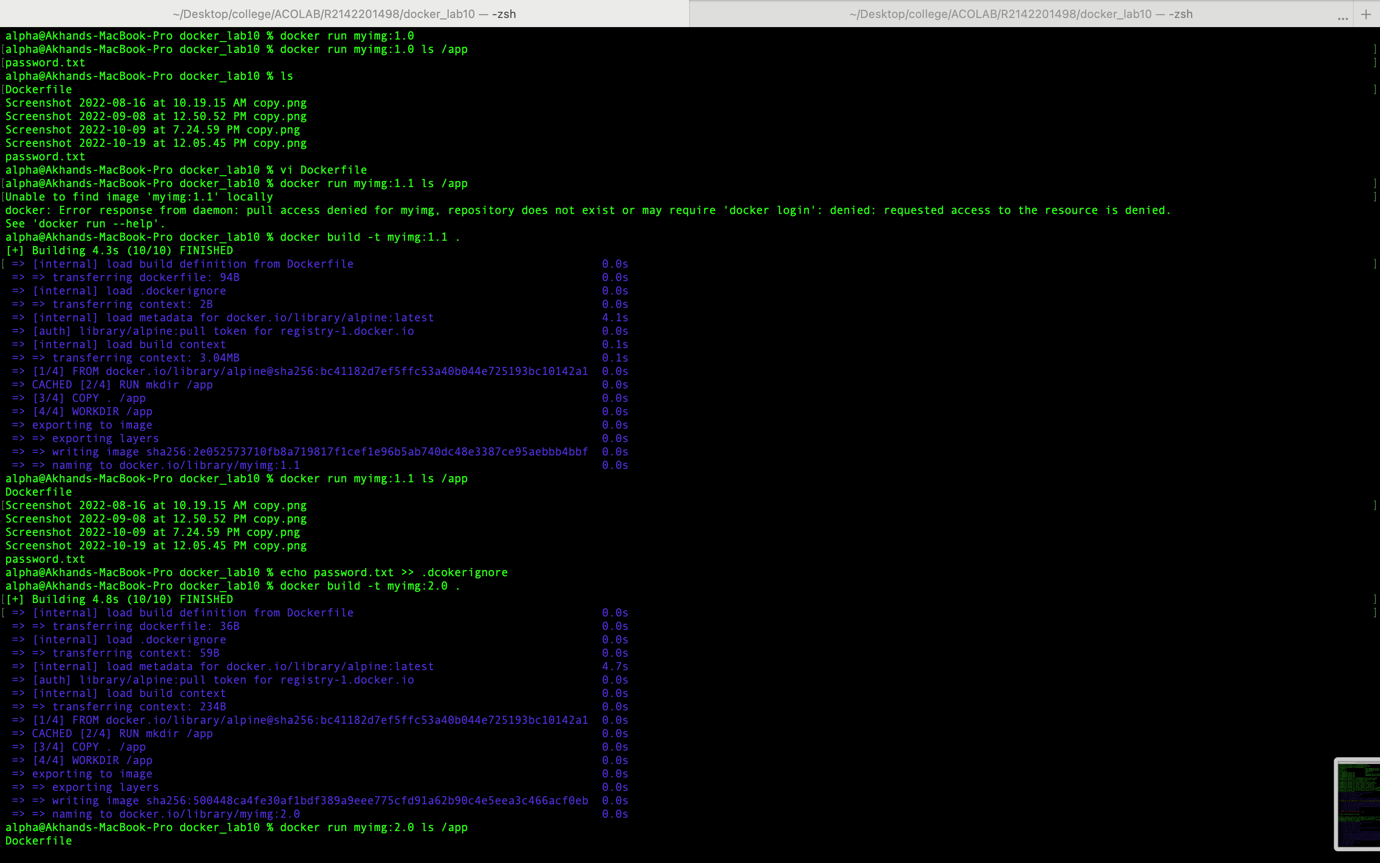 ~/Desktop/college/ACOLAB/R2142201498/docker_lab10 — -zsh
~/Desktop/college/ACOLAB/R2142201498/docker_lab10 — -zsh
... +
alpha@Akhands-MacBook-Pro docker_lab10 % docker run myimg:1.0
[alpha@Akhands-MacBook-Pro docker_lab10 % docker run myimg:1.0 ls /app ]
[password.txt ]
alpha@Akhands-MacBook-Pro docker_lab10 % ls
[Dockerfile ]
Screenshot 2022-08-16 at 10.19.15 AM copy.png
Screenshot 2022-09-08 at 12.50.52 PM copy.png
Screenshot 2022-10-09 at 7.24.59 PM copy.png
Screenshot 2022-10-19 at 12.05.45 PM copy.png
password.txt
alpha@Akhands-MacBook-Pro docker_lab10 % vi Dockerfile
[alpha@Akhands-MacBook-Pro docker_lab10 % docker run myimg:1.1 ls /app ]
[Unable to find image 'myimg:1.1' locally ]
docker: Error response from daemon: pull access denied for myimg, repository does not exist or may require 'docker login': denied: requested access to the resource is denied.
See 'docker run --help'.
alpha@Akhands-MacBook-Pro docker_lab10 % docker build -t myimg:1.1 .
[+] Building 4.3s (10/10) FINISHED
[ => [internal] load build definition from Dockerfile 0.0s ]
=> => transferring dockerfile: 94B 0.0s
=> [internal] load .dockerignore 0.0s
=> => transferring context: 2B 0.0s
=> [internal] load metadata for docker.io/library/alpine:latest 4.1s
=> [auth] library/alpine:pull token for registry-1.docker.io 0.0s
=> [internal] load build context 0.1s
=> => transferring context: 3.04MB 0.1s
=> [1/4] FROM docker.io/library/alpine@sha256:bc41182d7ef5ffc53a40b044e725193bc10142a1 0.0s
=> CACHED [2/4] RUN mkdir /app 0.0s
=> [3/4] COPY . /app 0.0s
=> [4/4] WORKDIR /app 0.0s
=> exporting to image 0.0s
=> => exporting layers 0.0s
=> => writing image sha256:2e052573710fb8a719817f1cef1e96b5ab740dc48e3387ce95aebbb4bbf 0.0s
=> => naming to docker.io/library/myimg:1.1 0.0s
alpha@Akhands-MacBook-Pro docker_lab10 % docker run myimg:1.1 ls /app
Dockerfile
[Screenshot 2022-08-16 at 10.19.15 AM copy.png ]
Screenshot 2022-09-08 at 12.50.52 PM copy.png
Screenshot 2022-10-09 at 7.24.59 PM copy.png
Screenshot 2022-10-19 at 12.05.45 PM copy.png
password.txt
alpha@Akhands-MacBook-Pro docker_lab10 % echo password.txt >> .dcokerignore
alpha@Akhands-MacBook-Pro docker_lab10 % docker build -t myimg:2.0 .
[[+] Building 4.8s (10/10) FINISHED ]
[ => [internal] load build definition from Dockerfile 0.0s ]
=> => transferring dockerfile: 36B 0.0s
=> [internal] load .dockerignore 0.0s
=> => transferring context: 59B 0.0s
=> [internal] load metadata for docker.io/library/alpine:latest 4.7s
=> [auth] library/alpine:pull token for registry-1.docker.io 0.0s
=> [internal] load build context 0.0s
=> => transferring context: 234B 0.0s
=> [1/4] FROM docker.io/library/alpine@sha256:bc41182d7ef5ffc53a40b044e725193bc10142a1 0.0s
=> CACHED [2/4] RUN mkdir /app 0.0s
=> [3/4] COPY . /app 0.0s
=> [4/4] WORKDIR /app 0.0s
=> exporting to image 0.0s
=> => exporting layers 0.0s
=> => writing image sha256:500448ca4fe30af1bdf389a9eee775cfd91a62b90c4e5eea3c466acf0eb 0.0s
=> => naming to docker.io/library/myimg:2.0 0.0s
alpha@Akhands-MacBook-Pro docker_lab10 % docker run myimg:2.0 ls /app
Dockerfile